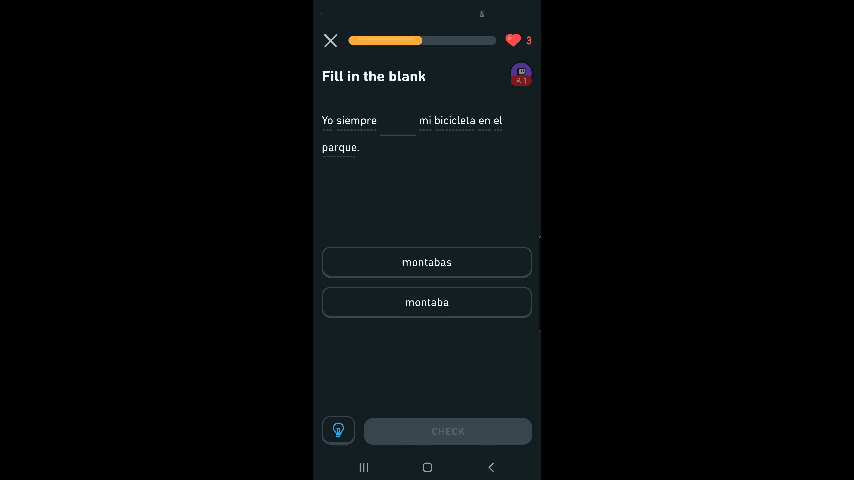 3
Fill in the blank
Yo siempre mi bicicleta en el
parque.
montabas
montaba
CHECK